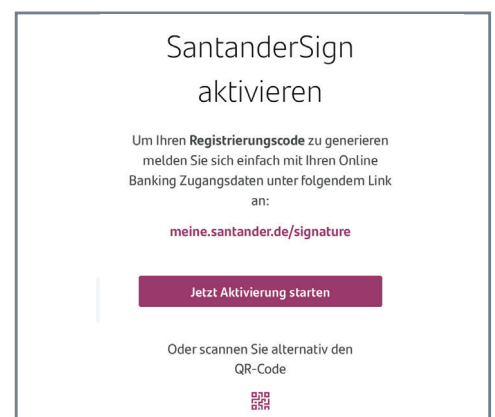 SantanderSign
aktivieren
Um Ihren Registrierungscode zu generieren
melden Sie sich einfach mit Ihren Online
Banking Zugangsdaten unter folgendem Link
an:
meine.santander.de/signature
Jetzt Aktivierung starten
Oder scannen Sie alternativ den
QR-Code